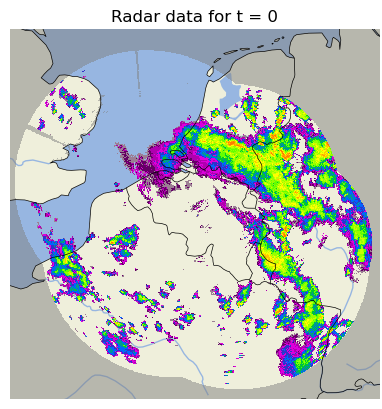 Radar data for t = 0